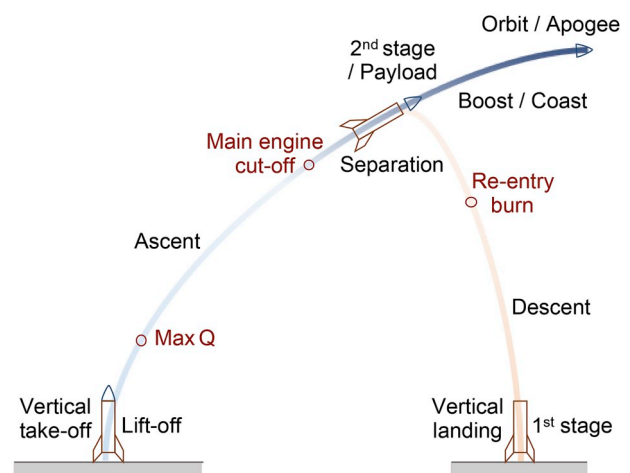 Orbit / Apogee
2nd stage
/ Payload
Boost / Coast
Main engine
cut-off
Separation
Re-entry
burn
Ascent
Descent
Max Q
Vertical
take-off
Lift-off
Vertical
landing
1st stage